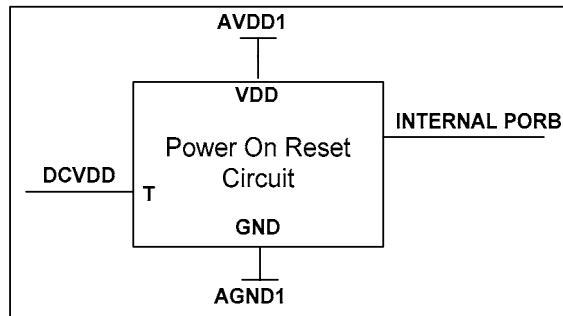 AVDD1
VDD
INTERNAL PORB
Power On Reset
Circuit
DCVDD
T
GND
AGND1